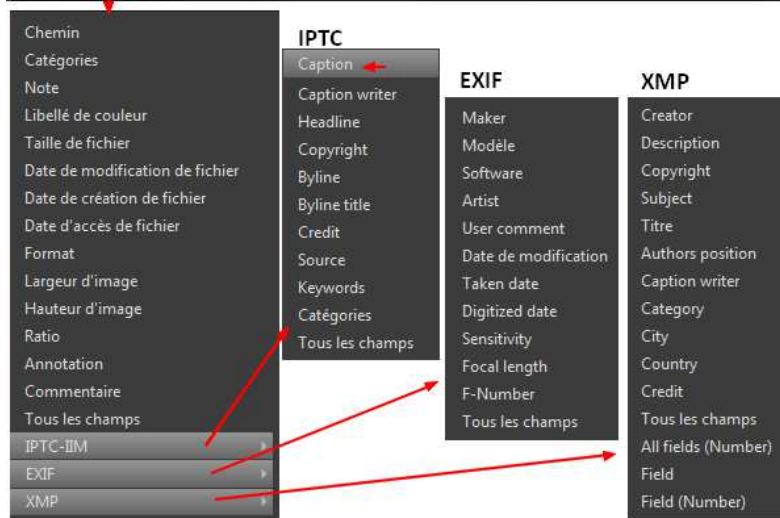 Chemin
Catégories
Note
Libellé de couleur
Taille de fichier
Date de modification de fichier
Date de création de fichier
Date d'accès de fichier
Format
Largeur d'image
Hauteur d'image
Ratio
Annotation
Commentaire
Tous les champs
IPTC-IIM
EXIF
XMP
IPTC
Caption
Caption writer
Headline
Copyright
Byline
Byline title
Credit
Source
Keywords
Catégories
Tous les champs
EXIF
Maker
Modèle
Software
Artist
User comment
Date de modification
Taken date
Digitized date
Sensitivity
Focal length
F-Number
Tous les champs
XMP
Creator
Description
Copyright
Subject
Titre
Authors position
Caption writer
Category
City
Country
Credit
Tous les champs
All fields (Number)
Field
Field (Number)